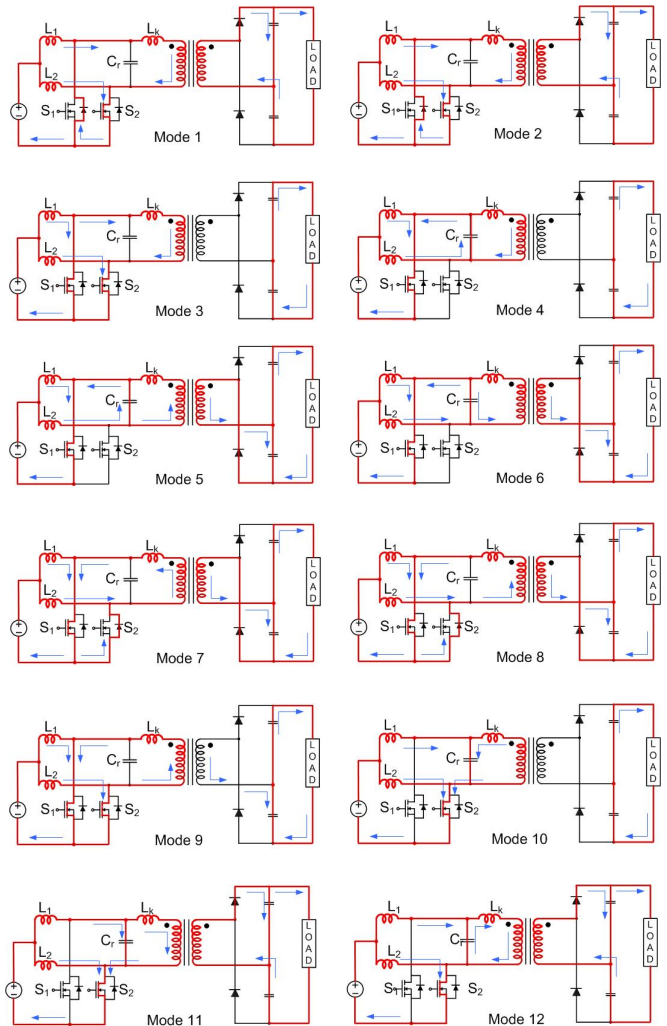 L1
Lk
Cr
L2
S1
S2
LOAD
Mode 1
L1
Lk
Cr
L2
S1
S2
LOAD
Mode 2
L1
Lk
Cr
L2
S1
S2
LOAD
Mode 3
L1
Lk
Cr
L2
S1
S2
LOAD
Mode 4
L1
Lk
Cr
L2
S1
S2
LOAD
Mode 5
L1
Lk
Cr
L2
S1
S2
LOAD
Mode 6
L1
Lk
Cr
L2
S1
S2
LOAD
Mode 7
L1
Lk
Cr
L2
S1
S2
LOAD
Mode 8
L1
Lk
Cr
L2
S1
S2
LOAD
Mode 9
L1
Lk
Cr
L2
S1
S2
LOAD
Mode 10
L1
Lk
Cr
L2
S1
S2
LOAD
Mode 11
L1
Lk
Cr
L2
S1
S2
LOAD
Mode 12